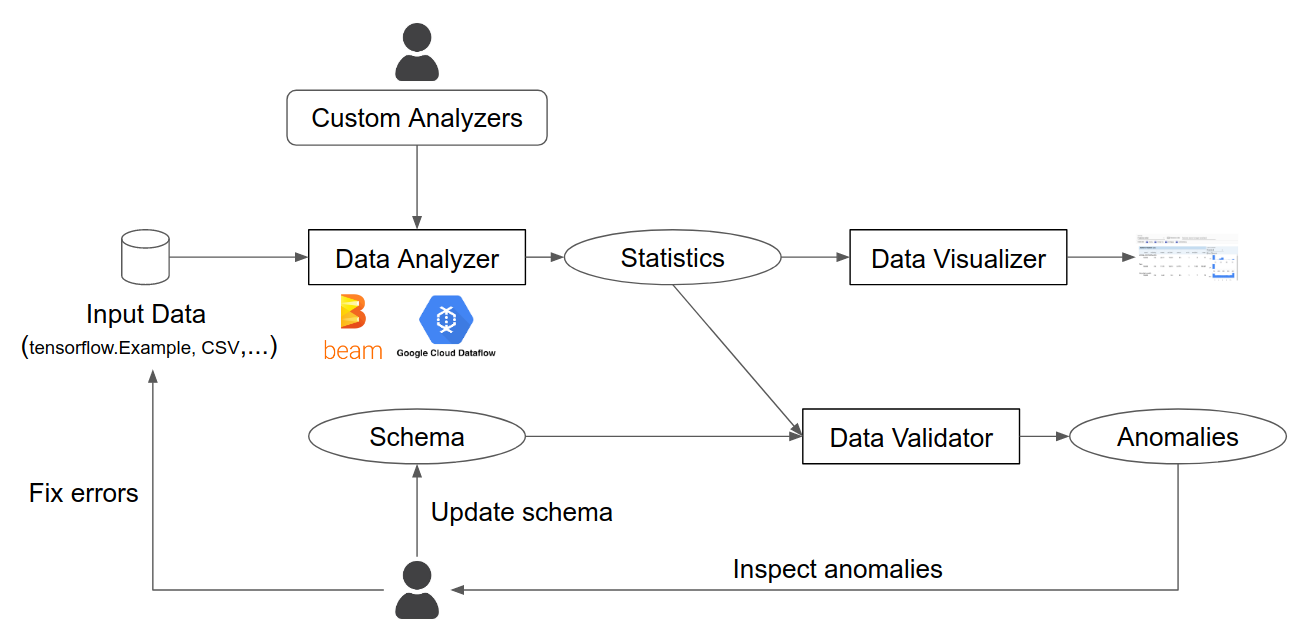 Custom Analyzers
Data Analyzer
Statistics
Data Visualizer
Input Data
(tensorflow.Example, CSV,...)
beam
Google Cloud Dataflow
Schema
Data Validator
Anomalies
Fix errors
Update schema
Inspect anomalies